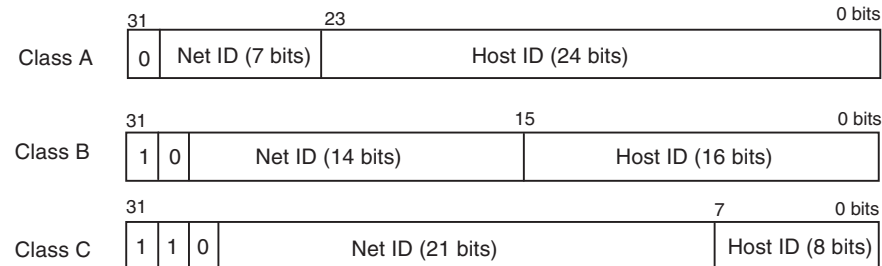 31 23 0 bits
Class A 0 Net ID (7 bits) Host ID (24 bits)
31 15 0 bits
Class B 1 0 Net ID (14 bits) Host ID (16 bits)
31 7 0 bits
Class C 1 1 0 Net ID (21 bits) Host ID (8 bits)